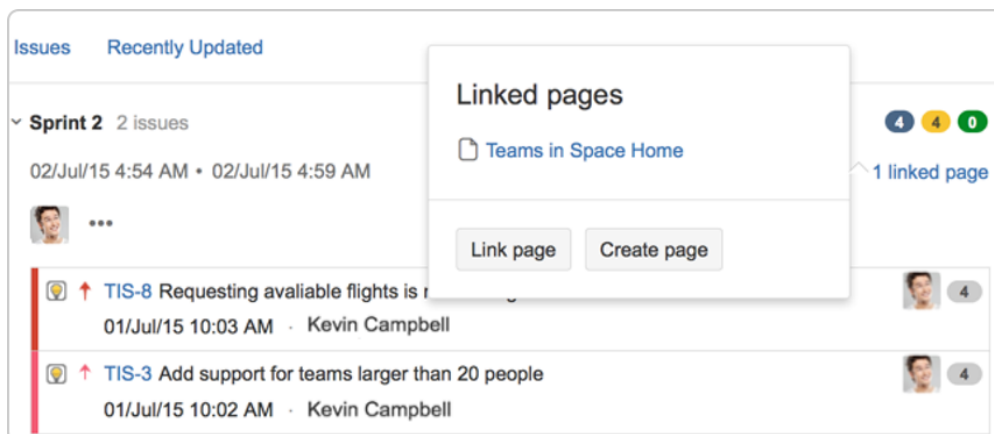 Issues Recently Updated
Linked pages
Teams in Space Home
Link page Create page
Sprint 2 2 issues 4 4 0
02/Jul/15 4:54 AM • 02/Jul/15 4:59 AM 1 linked page
•••
TIS-8 Requesting avaliable flights is 4
01/Jul/15 10:03 AM · Kevin Campbell
TIS-3 Add support for teams larger than 20 people 4
01/Jul/15 10:02 AM · Kevin Campbell